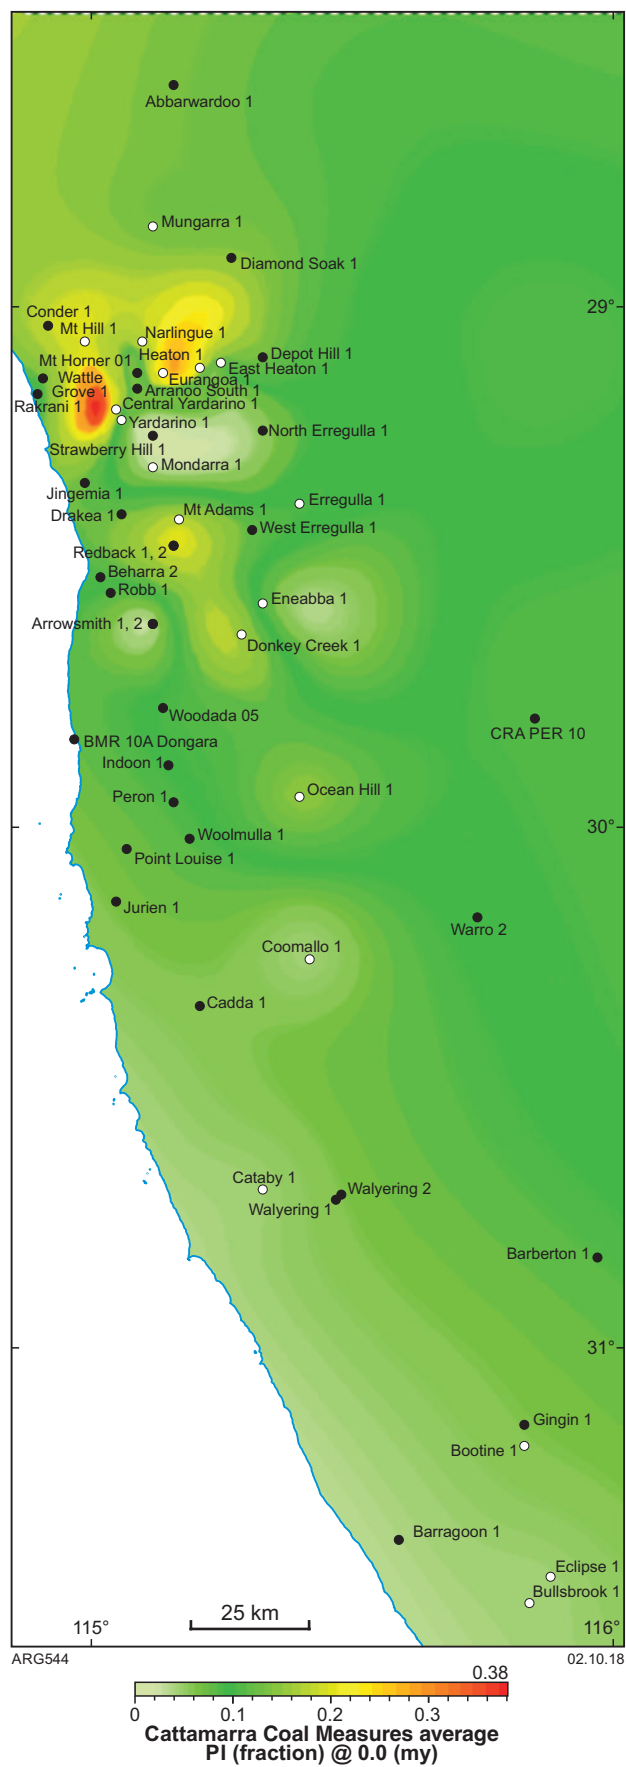 Abbarwardoo 1
Mungarra 1
Diamond Soak 1
29°
Conder 1
Mt Hill 1
Narlingue 1
Mt Horner 01
Heaton 1
Depot Hill 1
East Heaton 1
Wattle
Grove 1
Eurangoa 1
Arranoo South 1
Rakrani 1
Central Yardarino 1
Yardarino 1
North Erregulla 1
Strawberry Hill 1
Mondarra 1
Jingemia 1
Erregulla 1
Drakea 1
Mt Adams 1
West Erregulla 1
Redback 1, 2
Beharra 2
Robb 1
Eneabba 1
Arrowsmith 1, 2
Donkey Creek 1
Woodada 05
CRA PER 10
BMR 10A Dongara
Indoon 1
Ocean Hill 1
Peron 1
30°
Woolmulla 1
Point Louise 1
Jurien 1
Warro 2
Coomallo 1
Cadda 1
Cataby 1
Walyering 2
Walyering 1
Barberton 1
31°
Gingin 1
Bootine 1
Barragoon 1
Eclipse 1
Bullsbrook 1
25 km
115°
116°
ARG544
02.10.18
0.38
0 0.1 0.2 0.3
Cattamarra Coal Measures average
PI (fraction) @ 0.0 (my)